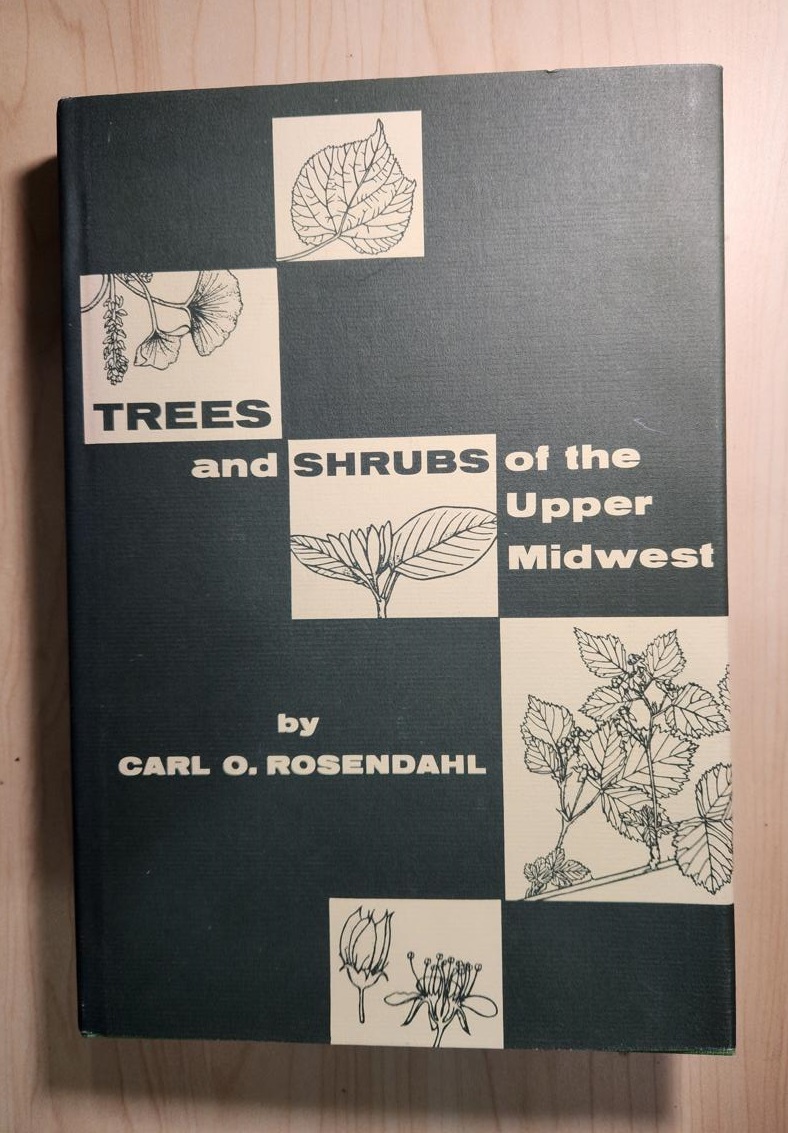 TREES
and SHRUBS of the
Upper
Midwest
by
CARL O. ROSENDAHL